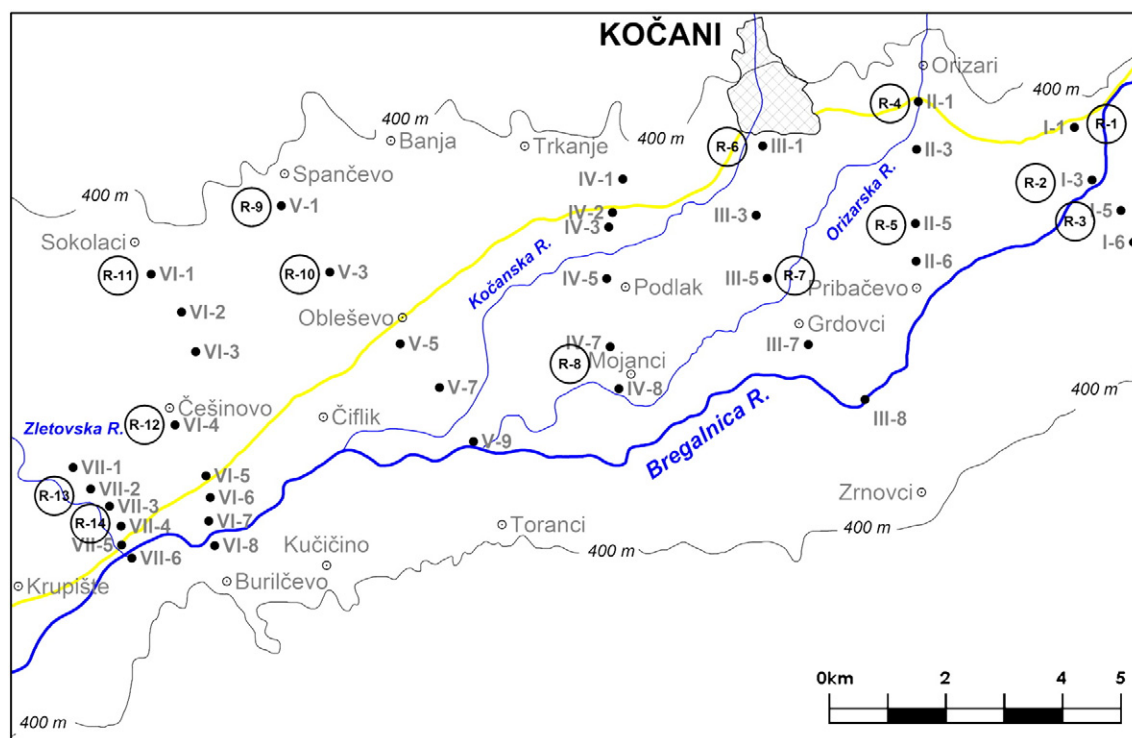 KOČANI
Orizari
400 m
R-4
II-1
R-1
I-1
400 m
Banja
400 m
Trkanje
R-6
III-1
II-3
Spančevo
IV-1
R-2
I-3
400 m
R-9
V-1
IV-2
IV-3
III-3
Orizarska R.
R-5
II-5
R-3
I-5
I-6
Sokolaci
R-11
VI-1
R-10
V-3
Kočanska R.
IV-5
Podlak
III-5
R-7
II-6
Pribačevo
VI-2
Obleševo
Grdovci
VI-3
V-5
IV-7
III-7
R-8
Mojanci
V-7
IV-8
400 m
Češinovo
Čiflik
III-8
Zletovska R.
R-12
VI-4
V-9
Bregalnica R.
VII-1
VI-5
R-13
VII-2
VI-6
Zrnovci
VII-3
R-14
VII-4
VI-7
Toranci
400 m
VII-5
VI-8
Kučičino
400 m
VII-6
Krupište
Burilčevo
0km
2
4
5
400 m